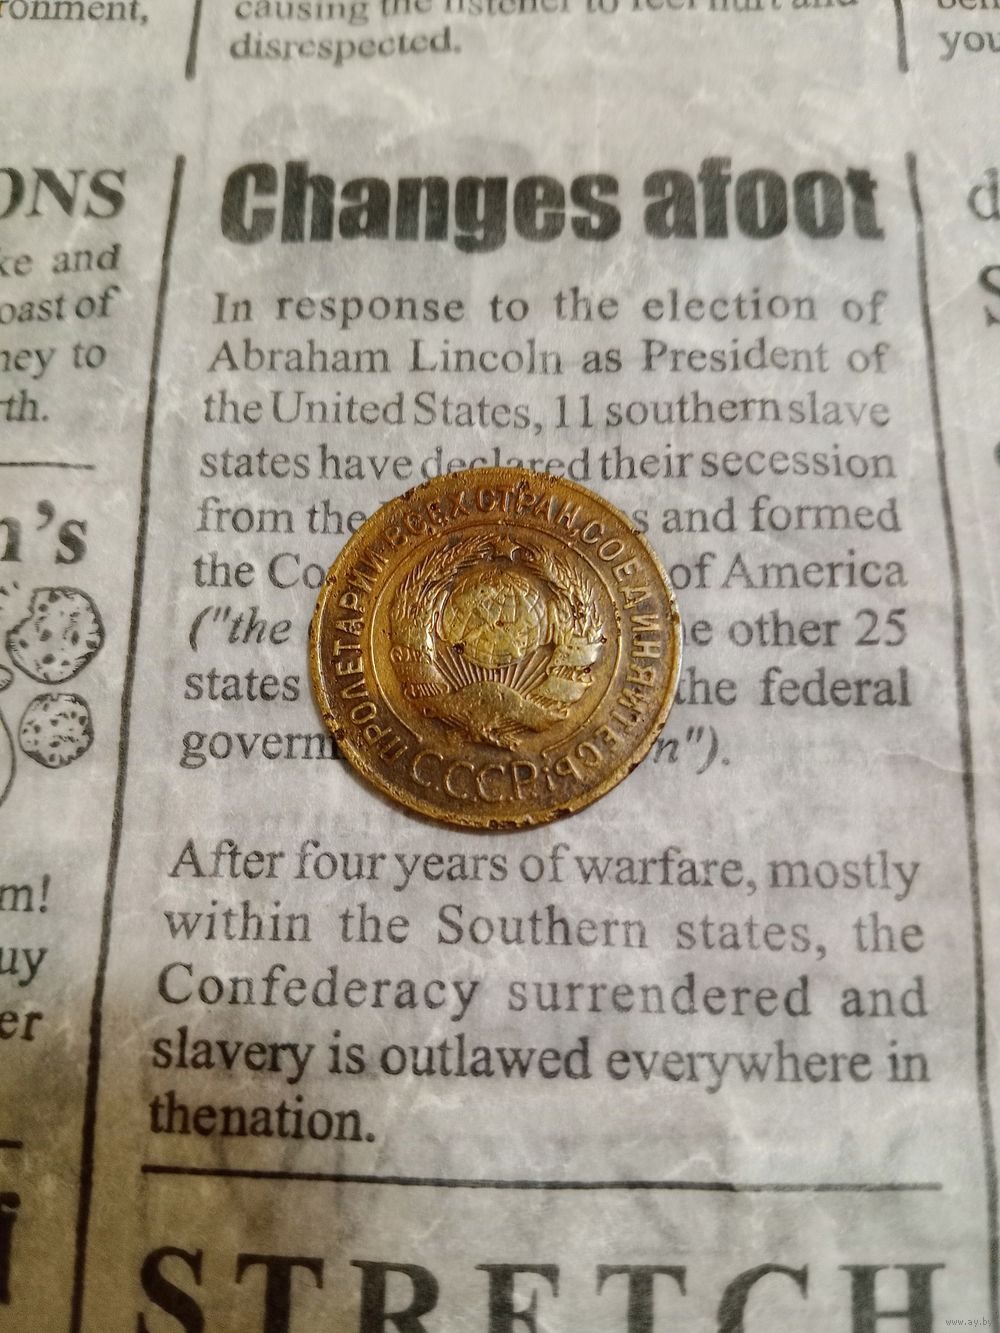 ronment,
causing the listener to feel hurt and
disrespected.
you
ONS
ke and
oast of
ney to
th.
n's
m!
uy
er
Changes afoot
In response to the election of
Abraham Lincoln as President of
the United States, 11 southern slave
states have declared their secession
from the s and formed
the Co of America
("the e other 25
states the federal
governm n").
ПРОЛЕТАРИИ ВСЕХ СТРАН, СОЕДИНЯЙТЕСЬ!
С.С.С.Р.
After four years of warfare, mostly
within the Southern states, the
Confederacy surrendered and
slavery is outlawed everywhere in
thenation.
STRETCH
d
S
www.ay.by